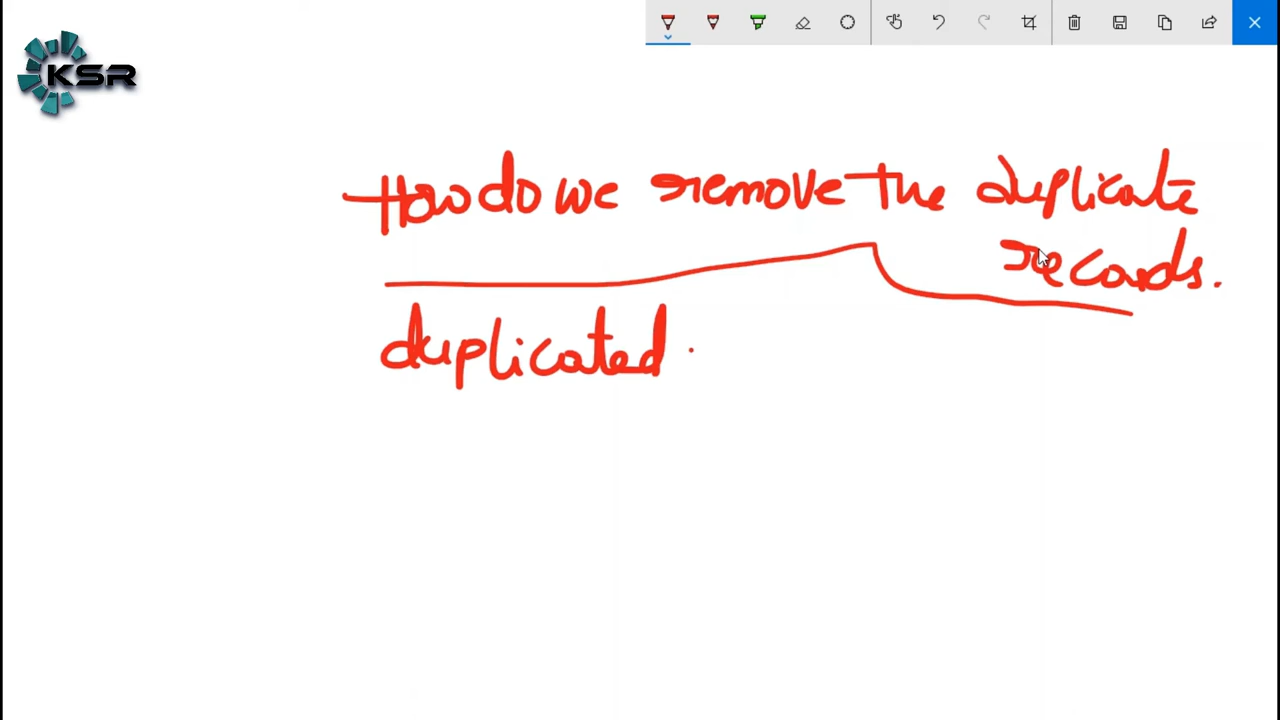 KSR
How do we remove the duplicate
records.
duplicated .